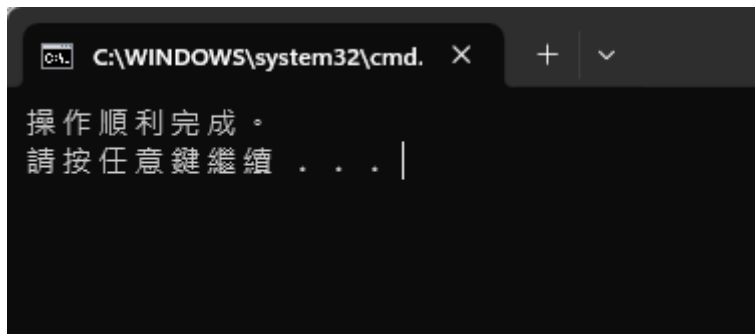 C:\WINDOWS\system32\cmd.
操作順利完成。
請按任意鍵繼續 . . .